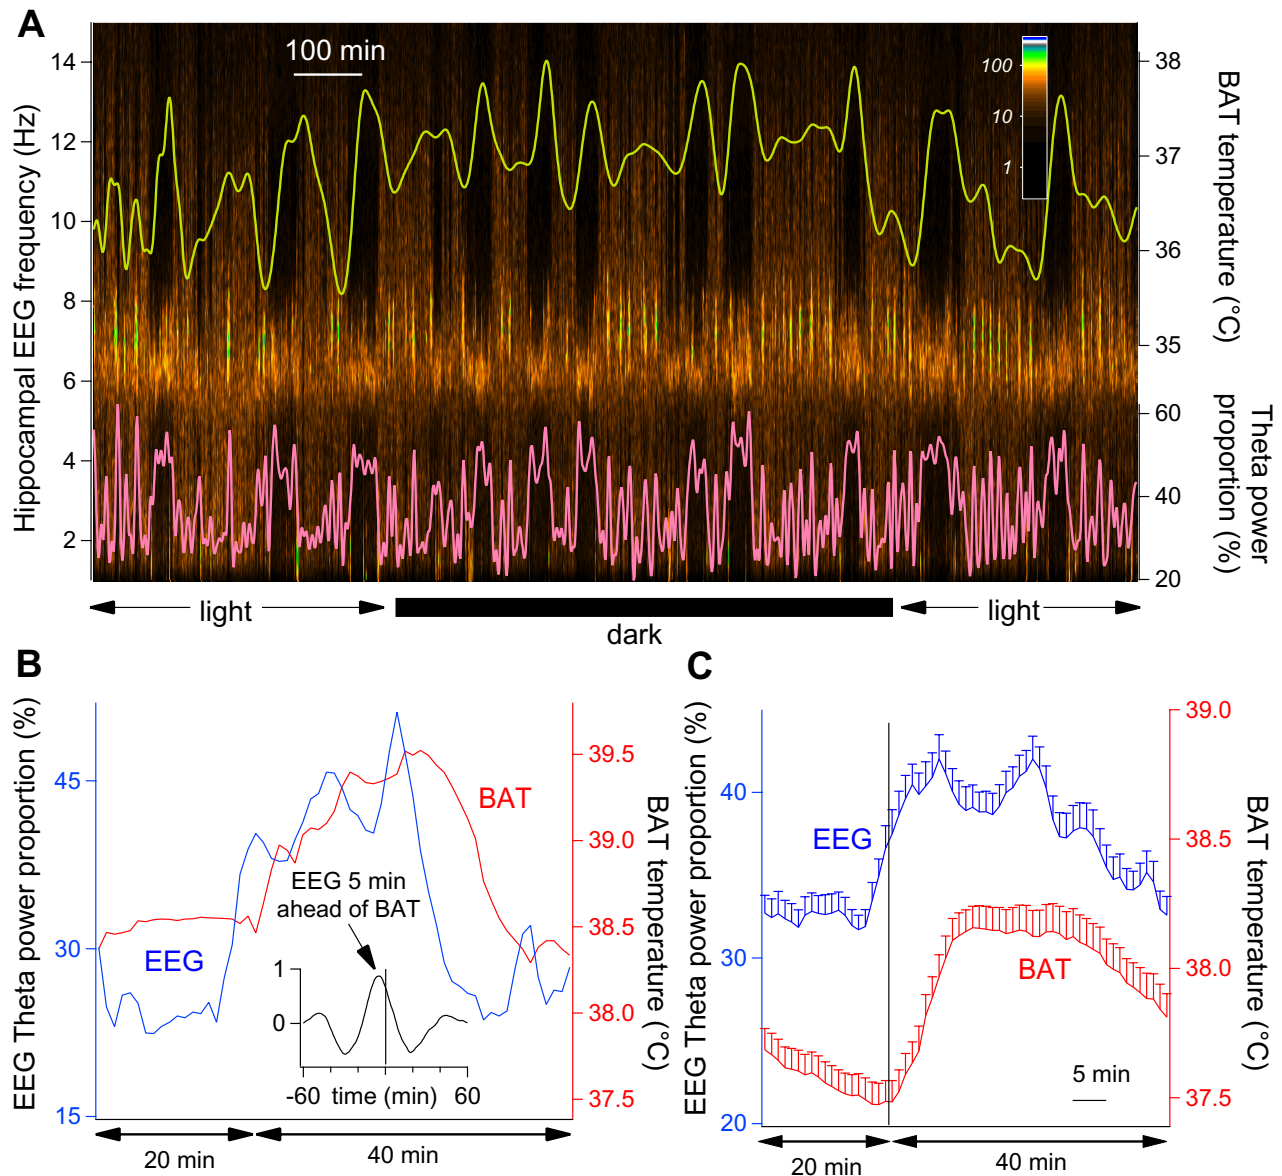 A
100 min
14
12
10
8
6
4
2
Hippocampal EEG frequency (Hz)
100
10
1
38
37
36
35
BAT temperature (°C)
60
40
20
Theta power
proportion (%)
light
dark
light
B
45
30
15
EEG Theta power proportion (%)
39.5
39.0
38.5
38.0
37.5
BAT temperature (°C)
BAT
EEG 5 min
ahead of BAT
EEG
1
0
-60 time (min) 60
20 min
40 min
C
40
30
20
EEG Theta power proportion (%)
39.0
38.5
38.0
37.5
BAT temperature (°C)
EEG
BAT
5 min
20 min
40 min